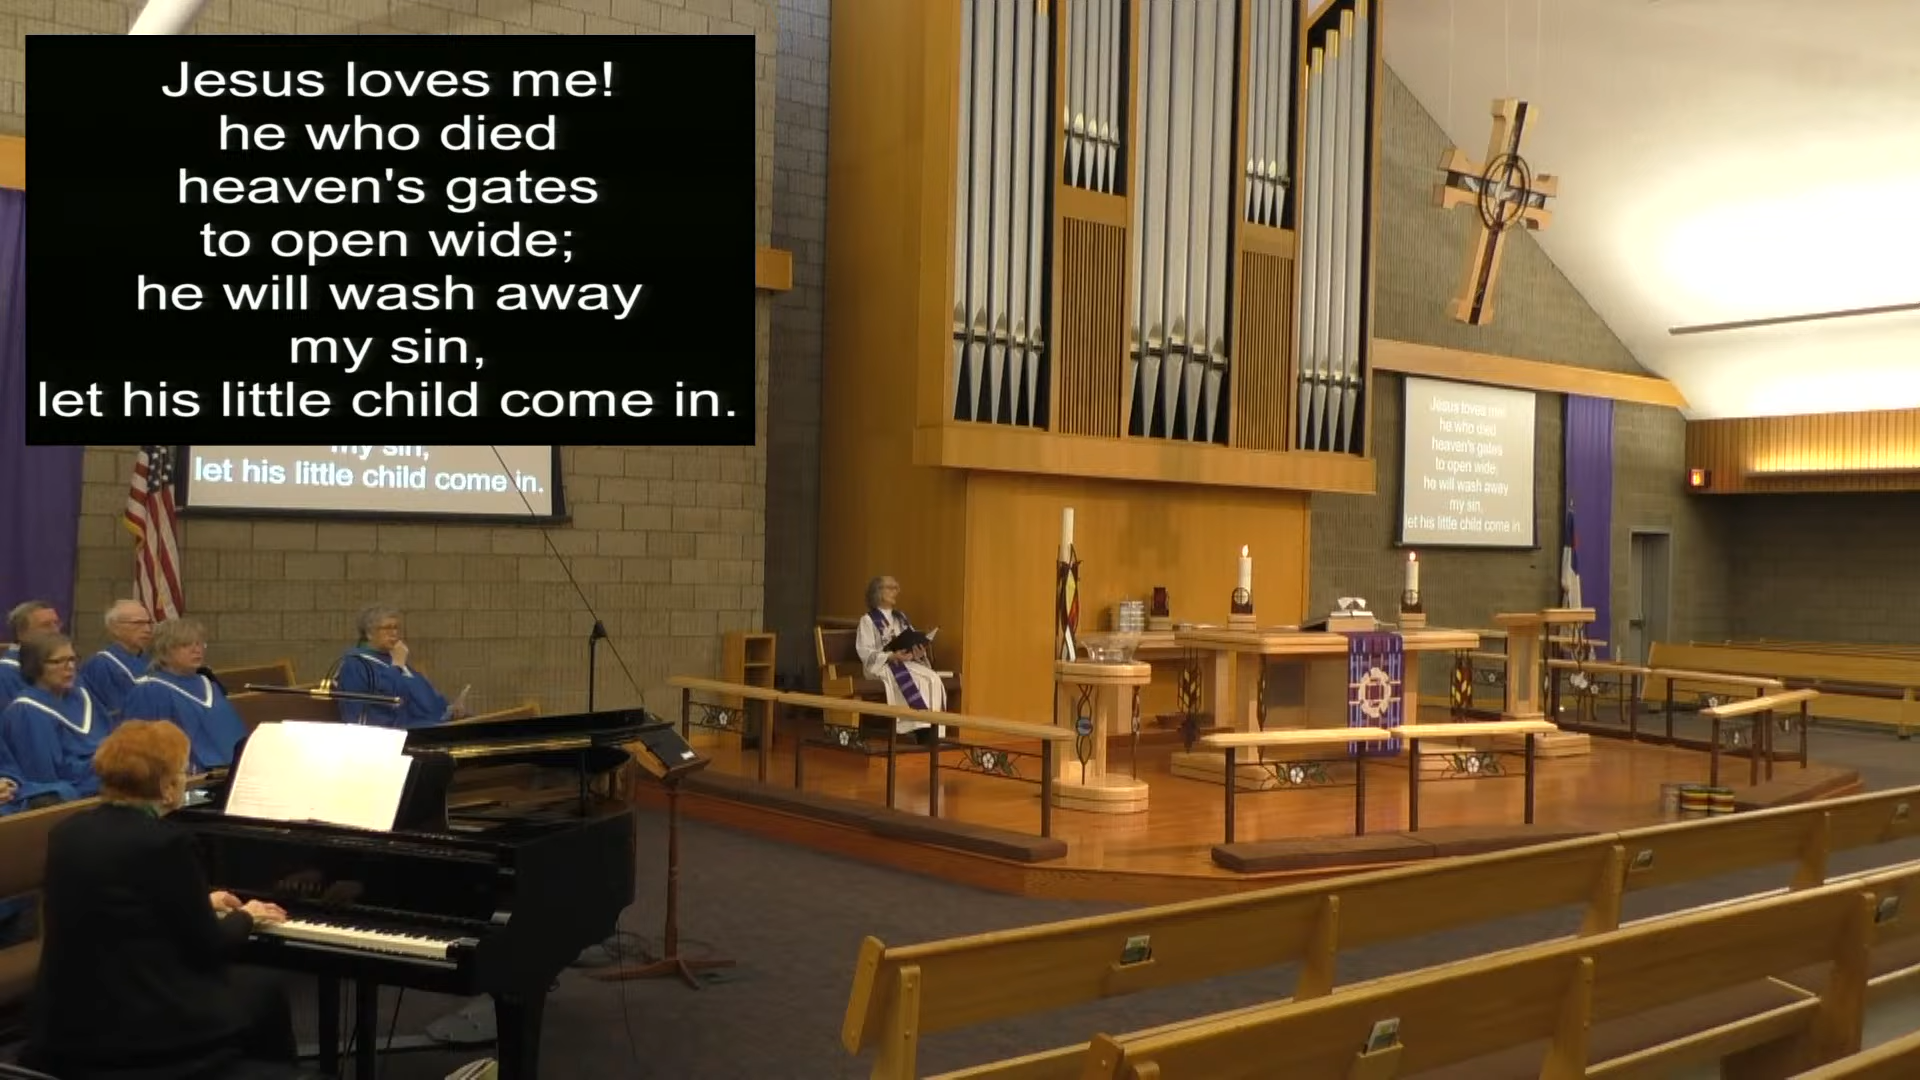 Jesus loves me!
he who died
heaven's gates
to open wide;
he will wash away
my sin,
let his little child come in.
my sin,
let his little child come in.
Jesus loves me!
he who died
heaven's gates
to open wide;
he will wash away
my sin,
let his little child come in.